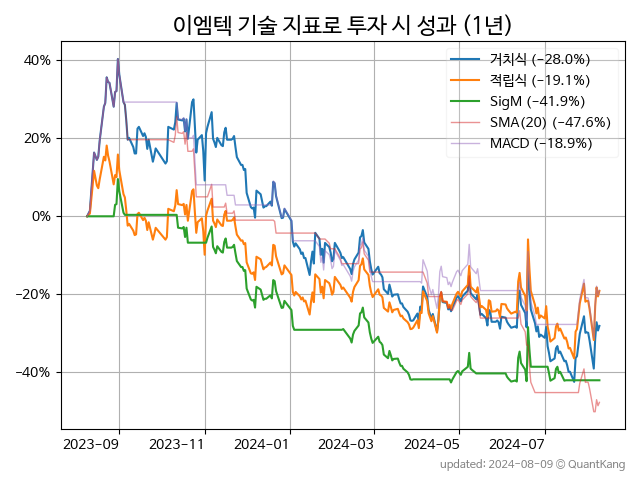 이엠텍 기술 지표로 투자 시 성과 (1년)
거치식 (−28.0%)
적립식 (−19.1%)
SigM (−41.9%)
SMA(20) (−47.6%)
MACD (−18.9%)
40%
20%
0%
−20%
−40%
2023-09
2023-11
2024-01
2024-03
2024-05
2024-07
updated: 2024-08-09 © QuantKang